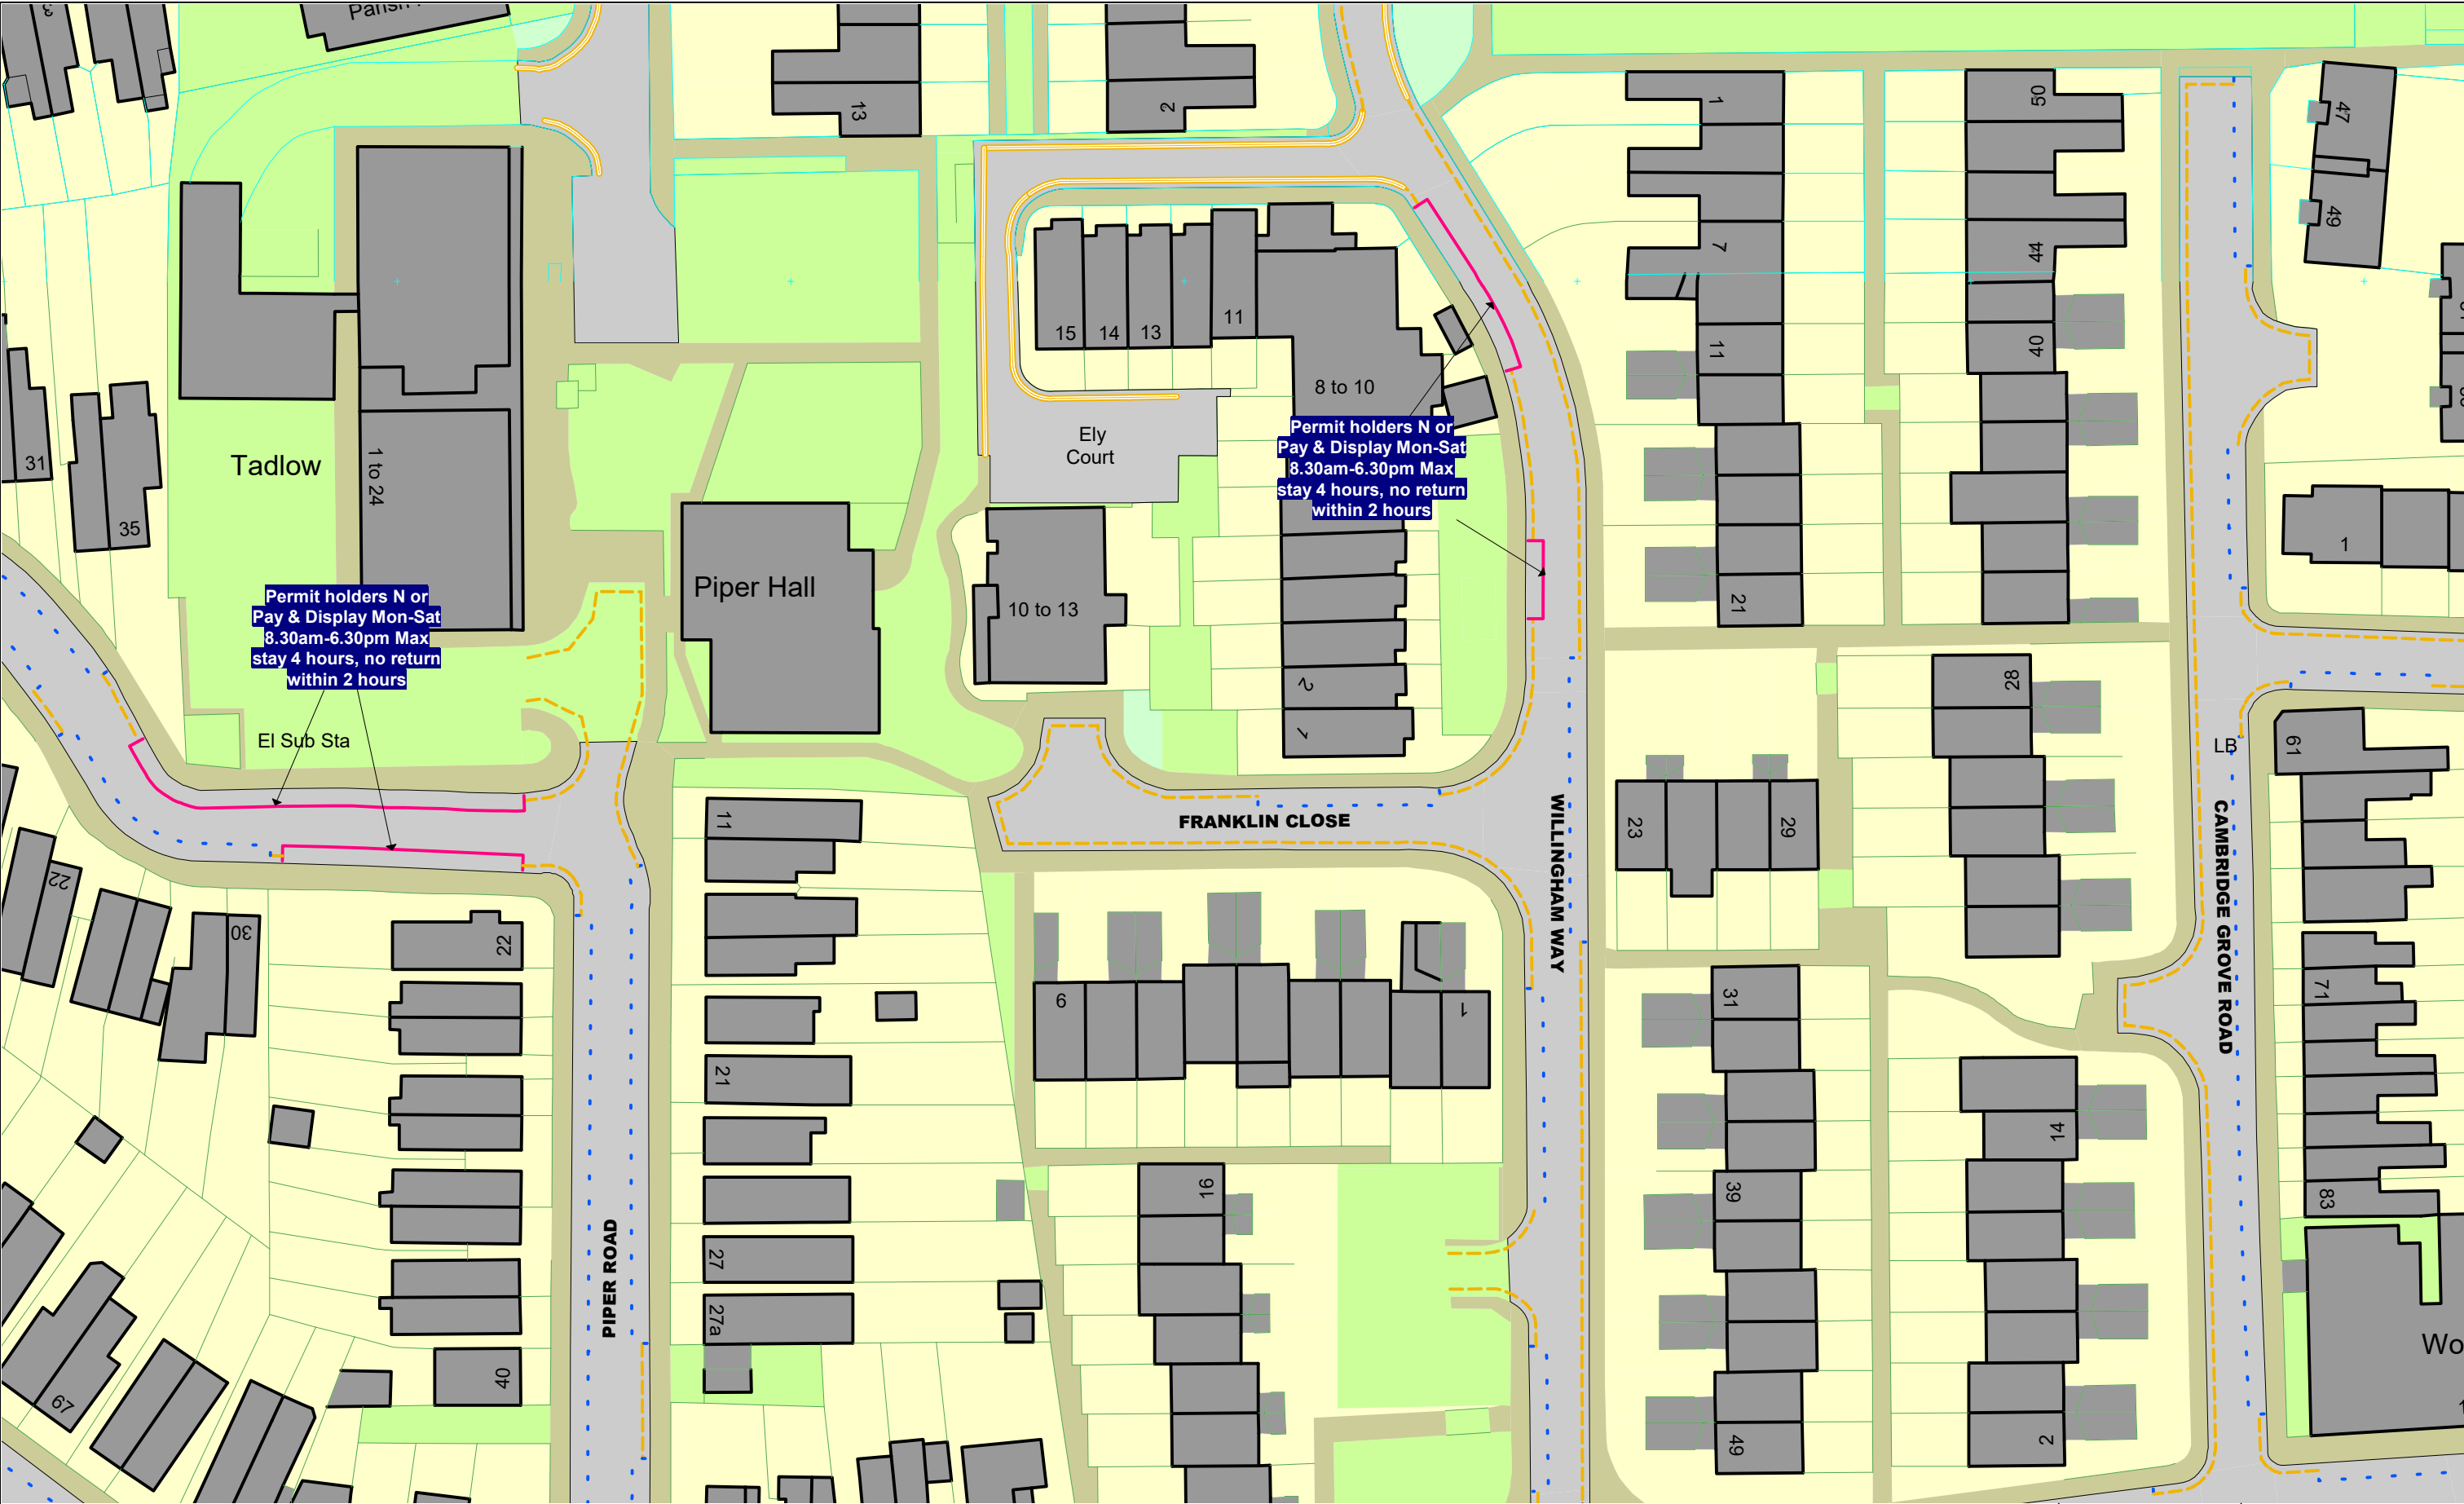 3
Parish
13
2
1
50
47
49
7
44
15
14
13
11
11
40
8 to 10
Ely
Court
Permit holders N or
Pay & Display Mon-Sat
8.30am-6.30pm Max
stay 4 hours, no return
within 2 hours
31
35
Tadlow
1 to 24
Piper Hall
10 to 13
21
1
Permit holders N or
Pay & Display Mon-Sat
8.30am-6.30pm Max
stay 4 hours, no return
within 2 hours
2
1
28
El Sub Sta
LB
61
11
FRANKLIN CLOSE
WILLINGHAM WAY
23
29
CAMBRIDGE GROVE ROAD
22
30
22
9
1
31
71
21
14
16
39
83
PIPER ROAD
27
27a
40
67
49
2
Wo